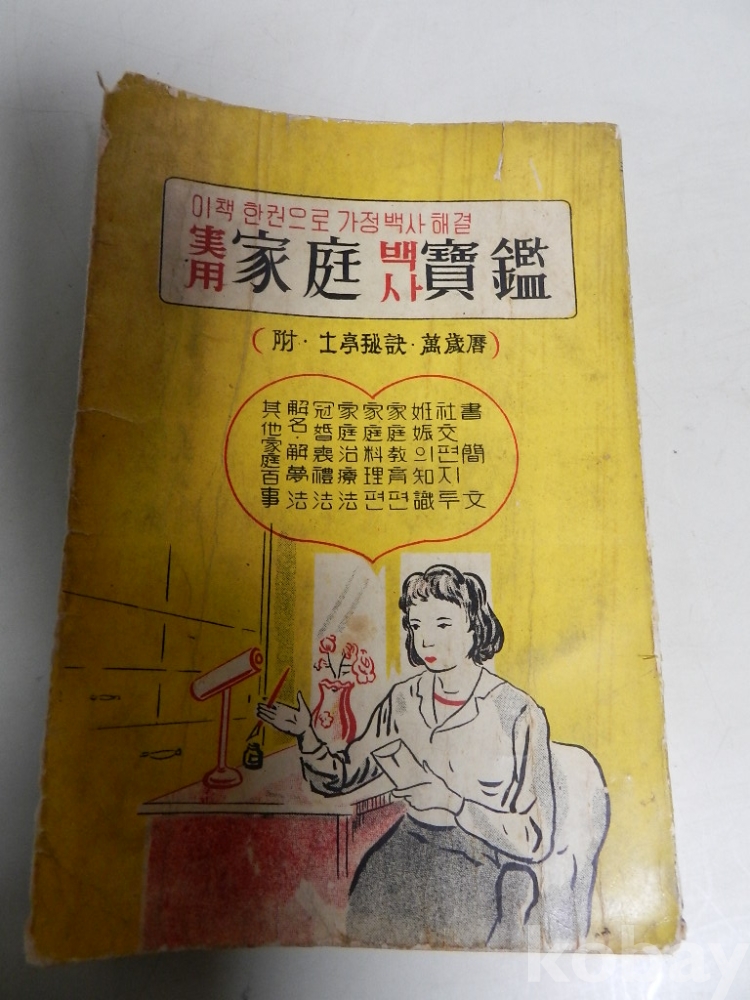 이책 한권으로 가정백사해결
実用家庭백사寶鑑
(附·土亭秘訣·萬歲曆)
書簡文
社交편지투
姙娠의知識
家庭敎育편
家庭料理편
家庭治療法
冠婚喪禮法
解名·解夢法
其他家庭百事
kobay